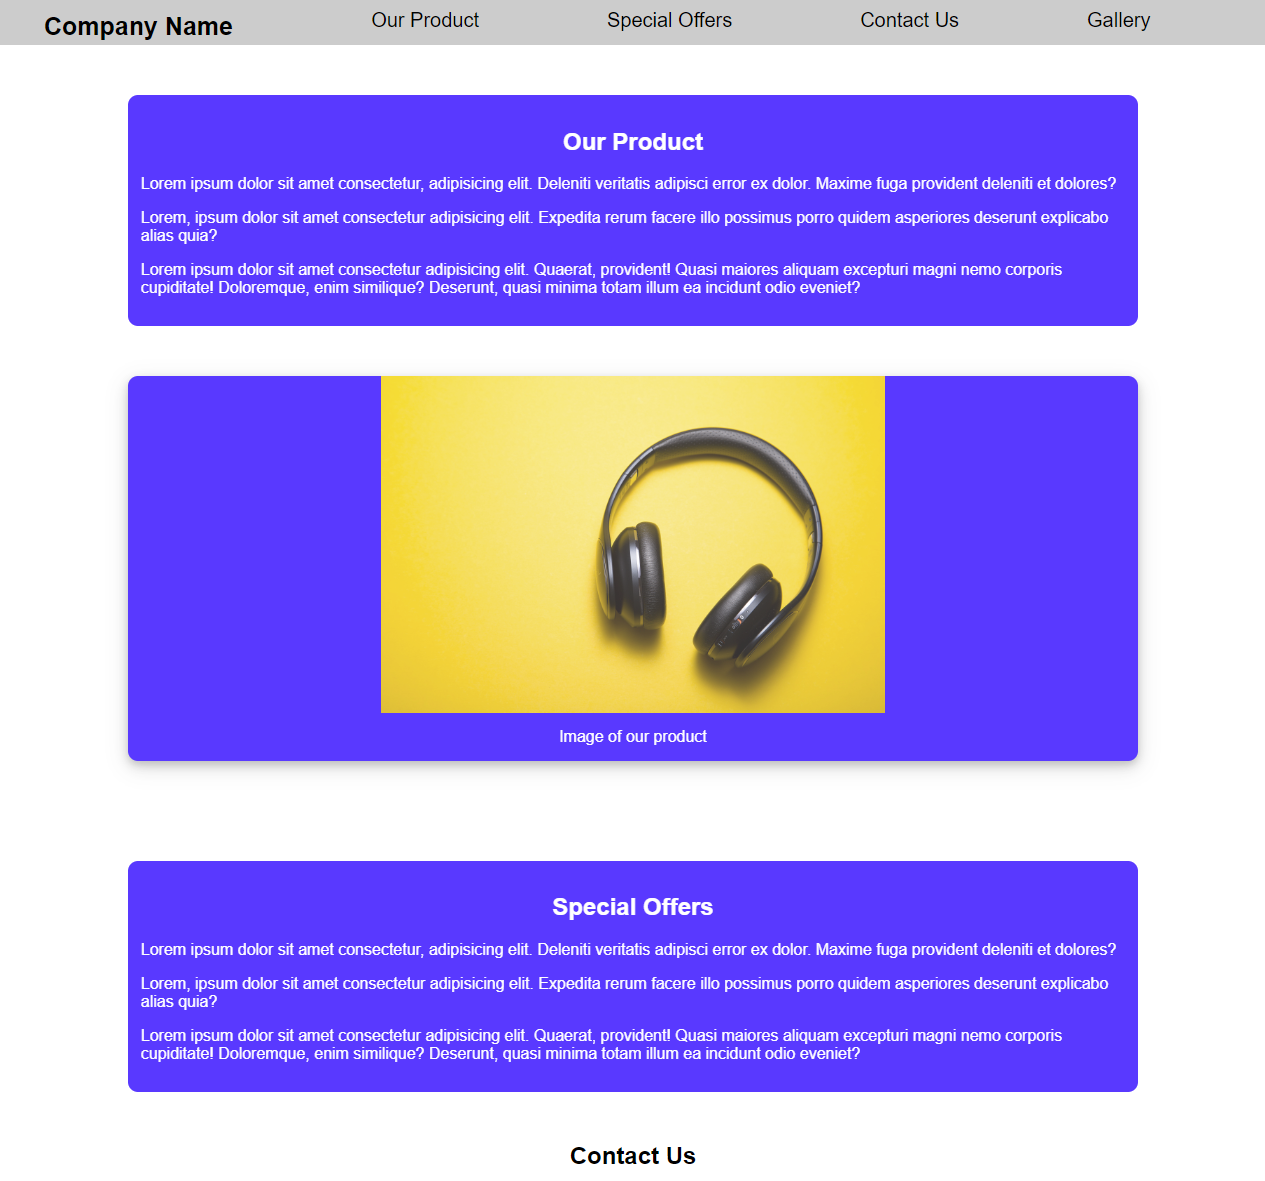 Company Name Our Product Special Offers Contact Us Gallery
Our Product
Lorem ipsum dolor sit amet consectetur, adipisicing elit. Deleniti veritatis adipisci error ex dolor. Maxime fuga provident deleniti et dolores?
Lorem, ipsum dolor sit amet consectetur adipisicing elit. Expedita rerum facere illo possimus porro quidem asperiores deserunt explicabo
alias quia?
Lorem ipsum dolor sit amet consectetur adipisicing elit. Quaerat, provident! Quasi maiores aliquam excepturi magni nemo corporis
cupiditate! Doloremque, enim similique? Deserunt, quasi minima totam illum ea incidunt odio eveniet?
Image of our product
Special Offers
Lorem ipsum dolor sit amet consectetur, adipisicing elit. Deleniti veritatis adipisci error ex dolor. Maxime fuga provident deleniti et dolores?
Lorem, ipsum dolor sit amet consectetur adipisicing elit. Expedita rerum facere illo possimus porro quidem asperiores deserunt explicabo
alias quia?
Lorem ipsum dolor sit amet consectetur adipisicing elit. Quaerat, provident! Quasi maiores aliquam excepturi magni nemo corporis
cupiditate! Doloremque, enim similique? Deserunt, quasi minima totam illum ea incidunt odio eveniet?
Contact Us